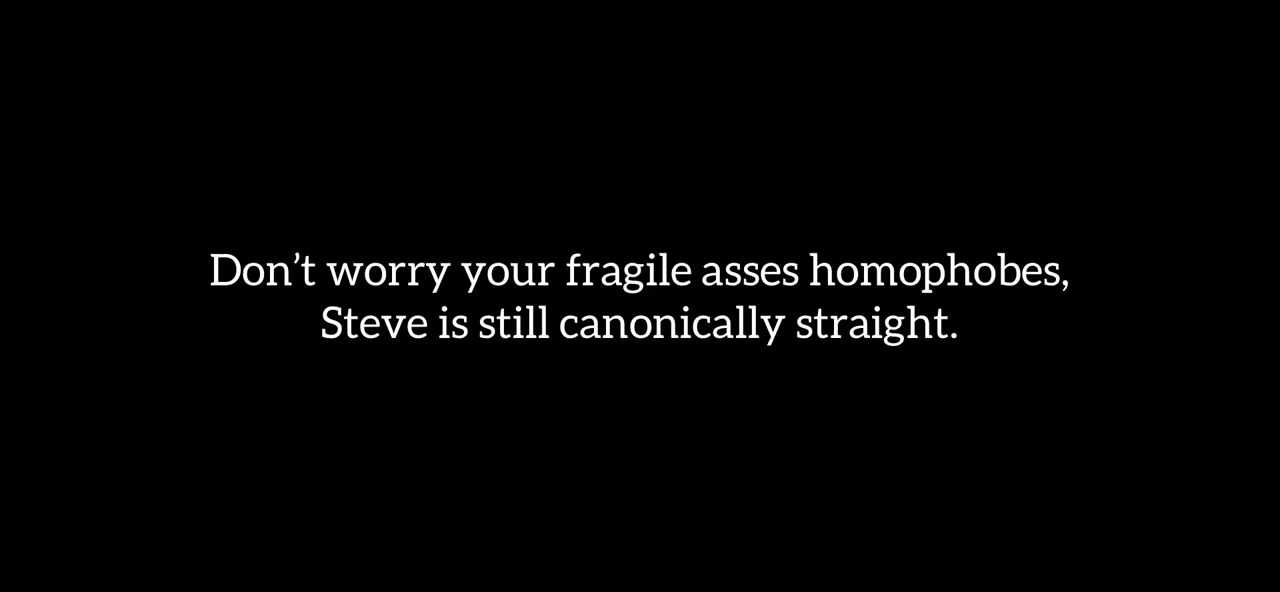 Don’t worry your fragile asses homophobes,
Steve is still canonically straight.